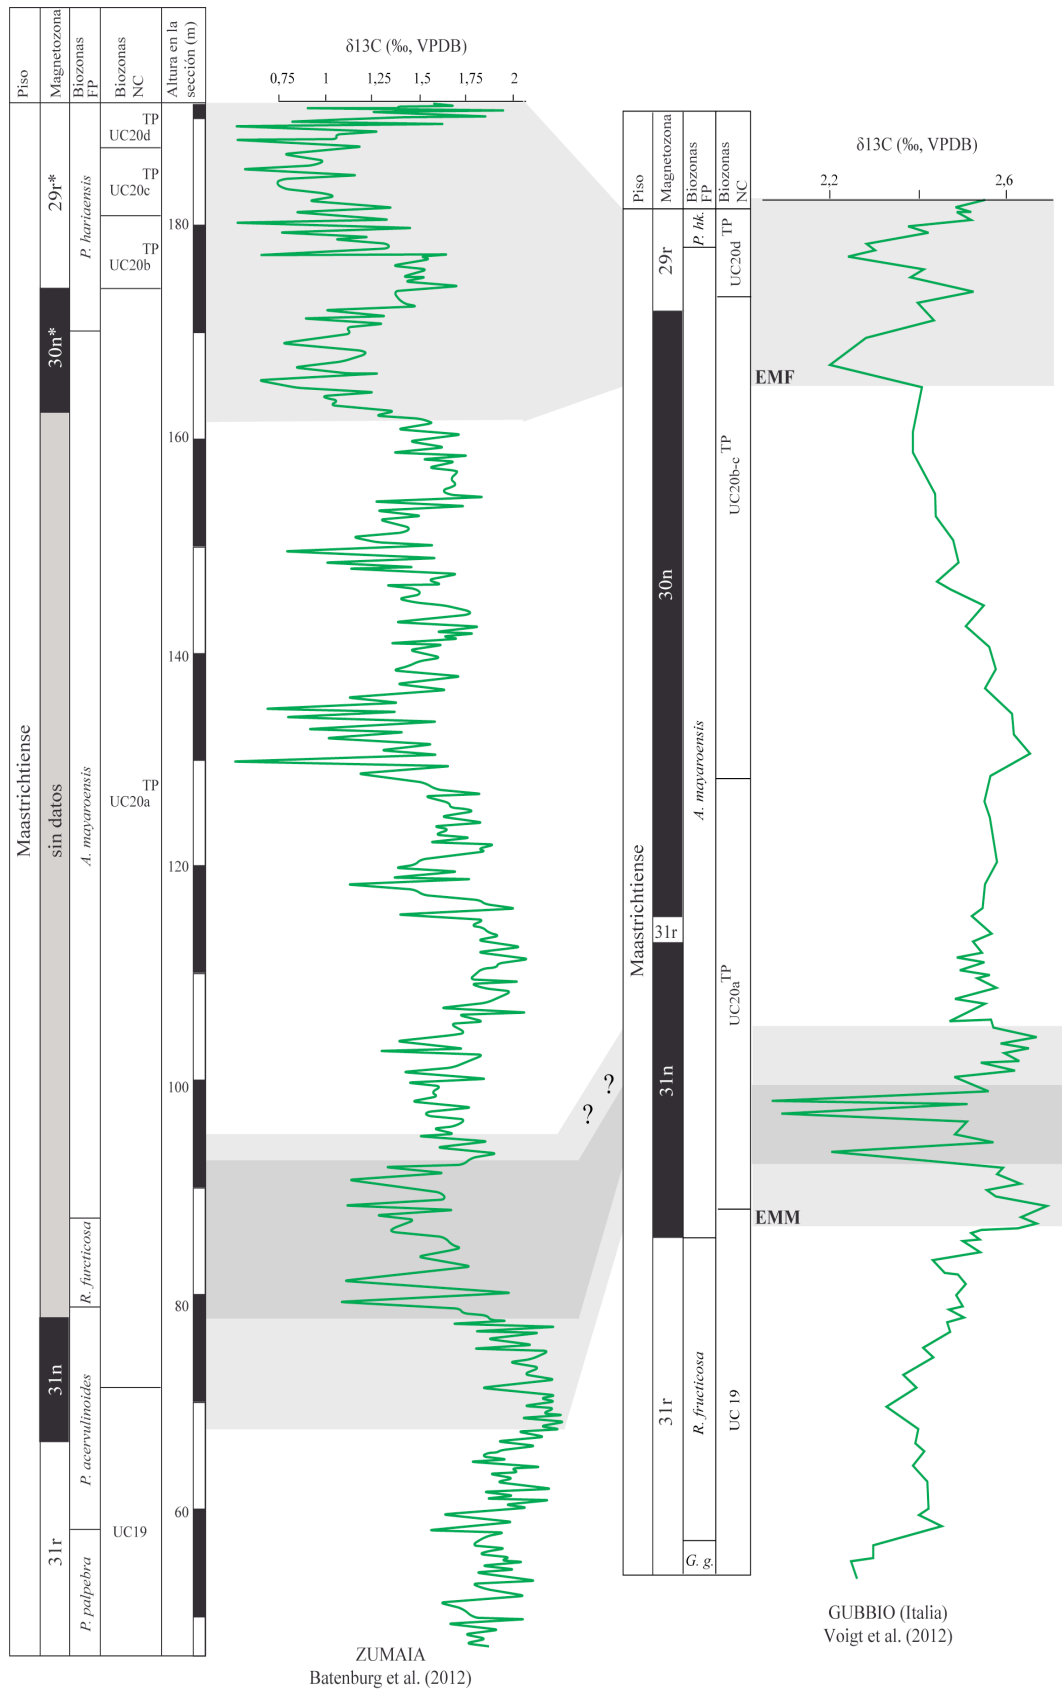 Piso
Magnetozona
Biozonas
FP
Biozonas
NC
Altura en la
sección (m)
δ13C (‰, VPDB)
0,75
1
1,25
1,5
1,75
2
TP
UC20d
TP
UC20c
TP
UC20b
TP
UC20a
UC19
29r*
30n*
sin datos
31n
31r
P. hariaensis
A. mayaroensis
R. furcticosa
P. acervulinoides
P. palpebra
Maastrichtiense
180
160
140
120
100
80
60
?
?
ZUMAIA
Batenburg et al. (2012)
Piso
Magnetozona
Biozonas
FP
Biozonas
NC
δ13C (‰, VPDB)
2,2
2,6
Maastrichtiense
29r
30n
31r
31n
31r
P. hk.
A. mayaroensis
R. fructicosa
G. g.
UC20d TP
UC20b-c TP
UC20a TP
UC 19
EMF
EMM
GUBBIO (Italia)
Voigt et al. (2012)